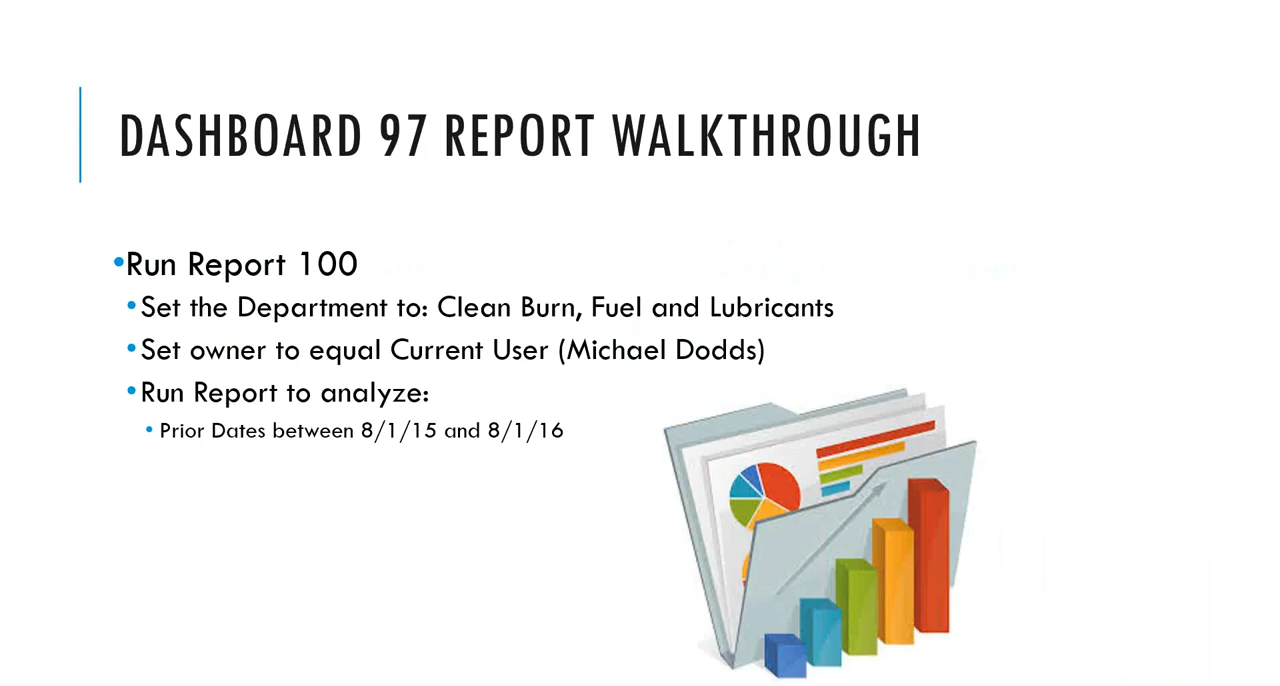 DASHBOARD 97 REPORT WALKTHROUGH
•Run Report 100
•Set the Department to: Clean Burn, Fuel and Lubricants
•Set owner to equal Current User (Michael Dodds)
•Run Report to analyze:
•Prior Dates between 8/1/15 and 8/1/16